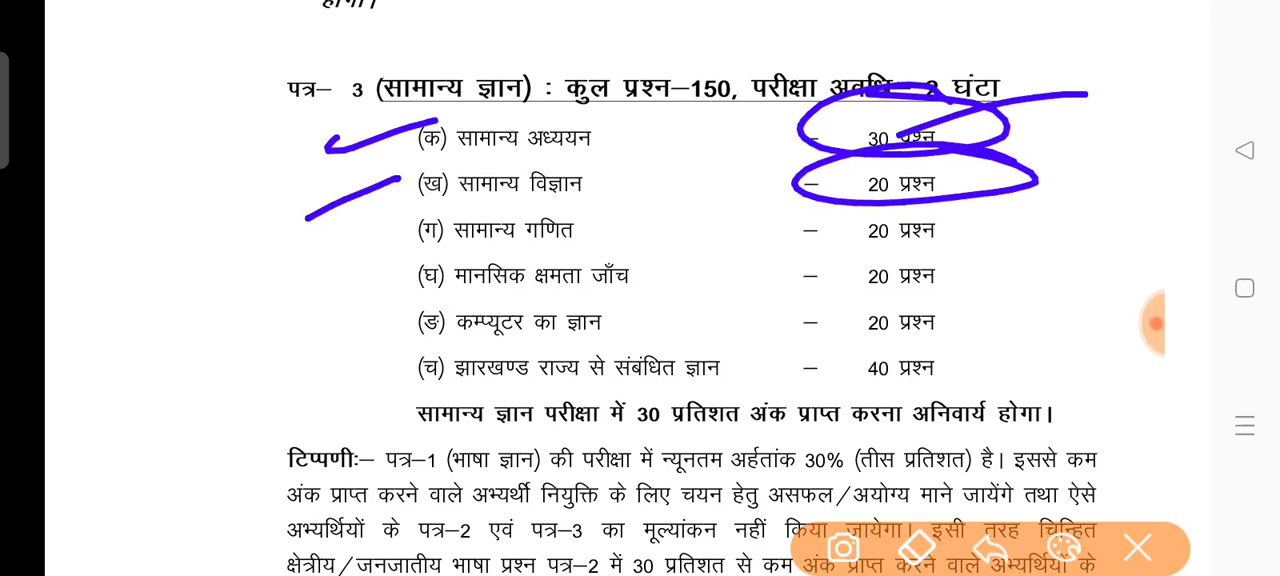 होगा।
पत्र– 3 (सामान्य ज्ञान) : कुल प्रश्न–150, परीक्षा अवधि– 2 घंटा
(क) सामान्य अध्ययन – 30 प्रश्न
(ख) सामान्य विज्ञान – 20 प्रश्न
(ग) सामान्य गणित – 20 प्रश्न
(घ) मानसिक क्षमता जाँच – 20 प्रश्न
(ङ) कम्प्यूटर का ज्ञान – 20 प्रश्न
(च) झारखण्ड राज्य से संबंधित ज्ञान – 40 प्रश्न
सामान्य ज्ञान परीक्षा में 30 प्रतिशत अंक प्राप्त करना अनिवार्य होगा।
टिप्पणीः– पत्र–1 (भाषा ज्ञान) की परीक्षा में न्यूनतम अर्हतांक 30% (तीस प्रतिशत) है। इससे कम
अंक प्राप्त करने वाले अभ्यर्थी नियुक्ति के लिए चयन हेतु असफल/अयोग्य माने जायेंगे तथा ऐसे
अभ्यर्थियों के पत्र–2 एवं पत्र–3 का मूल्यांकन नहीं किया जायेगा। इसी तरह चिन्हित
क्षेत्रीय/जनजातीय भाषा प्रश्न पत्र–2 में 30 प्रतिशत से कम अंक प्राप्त करने वाले अभ्यर्थियों के